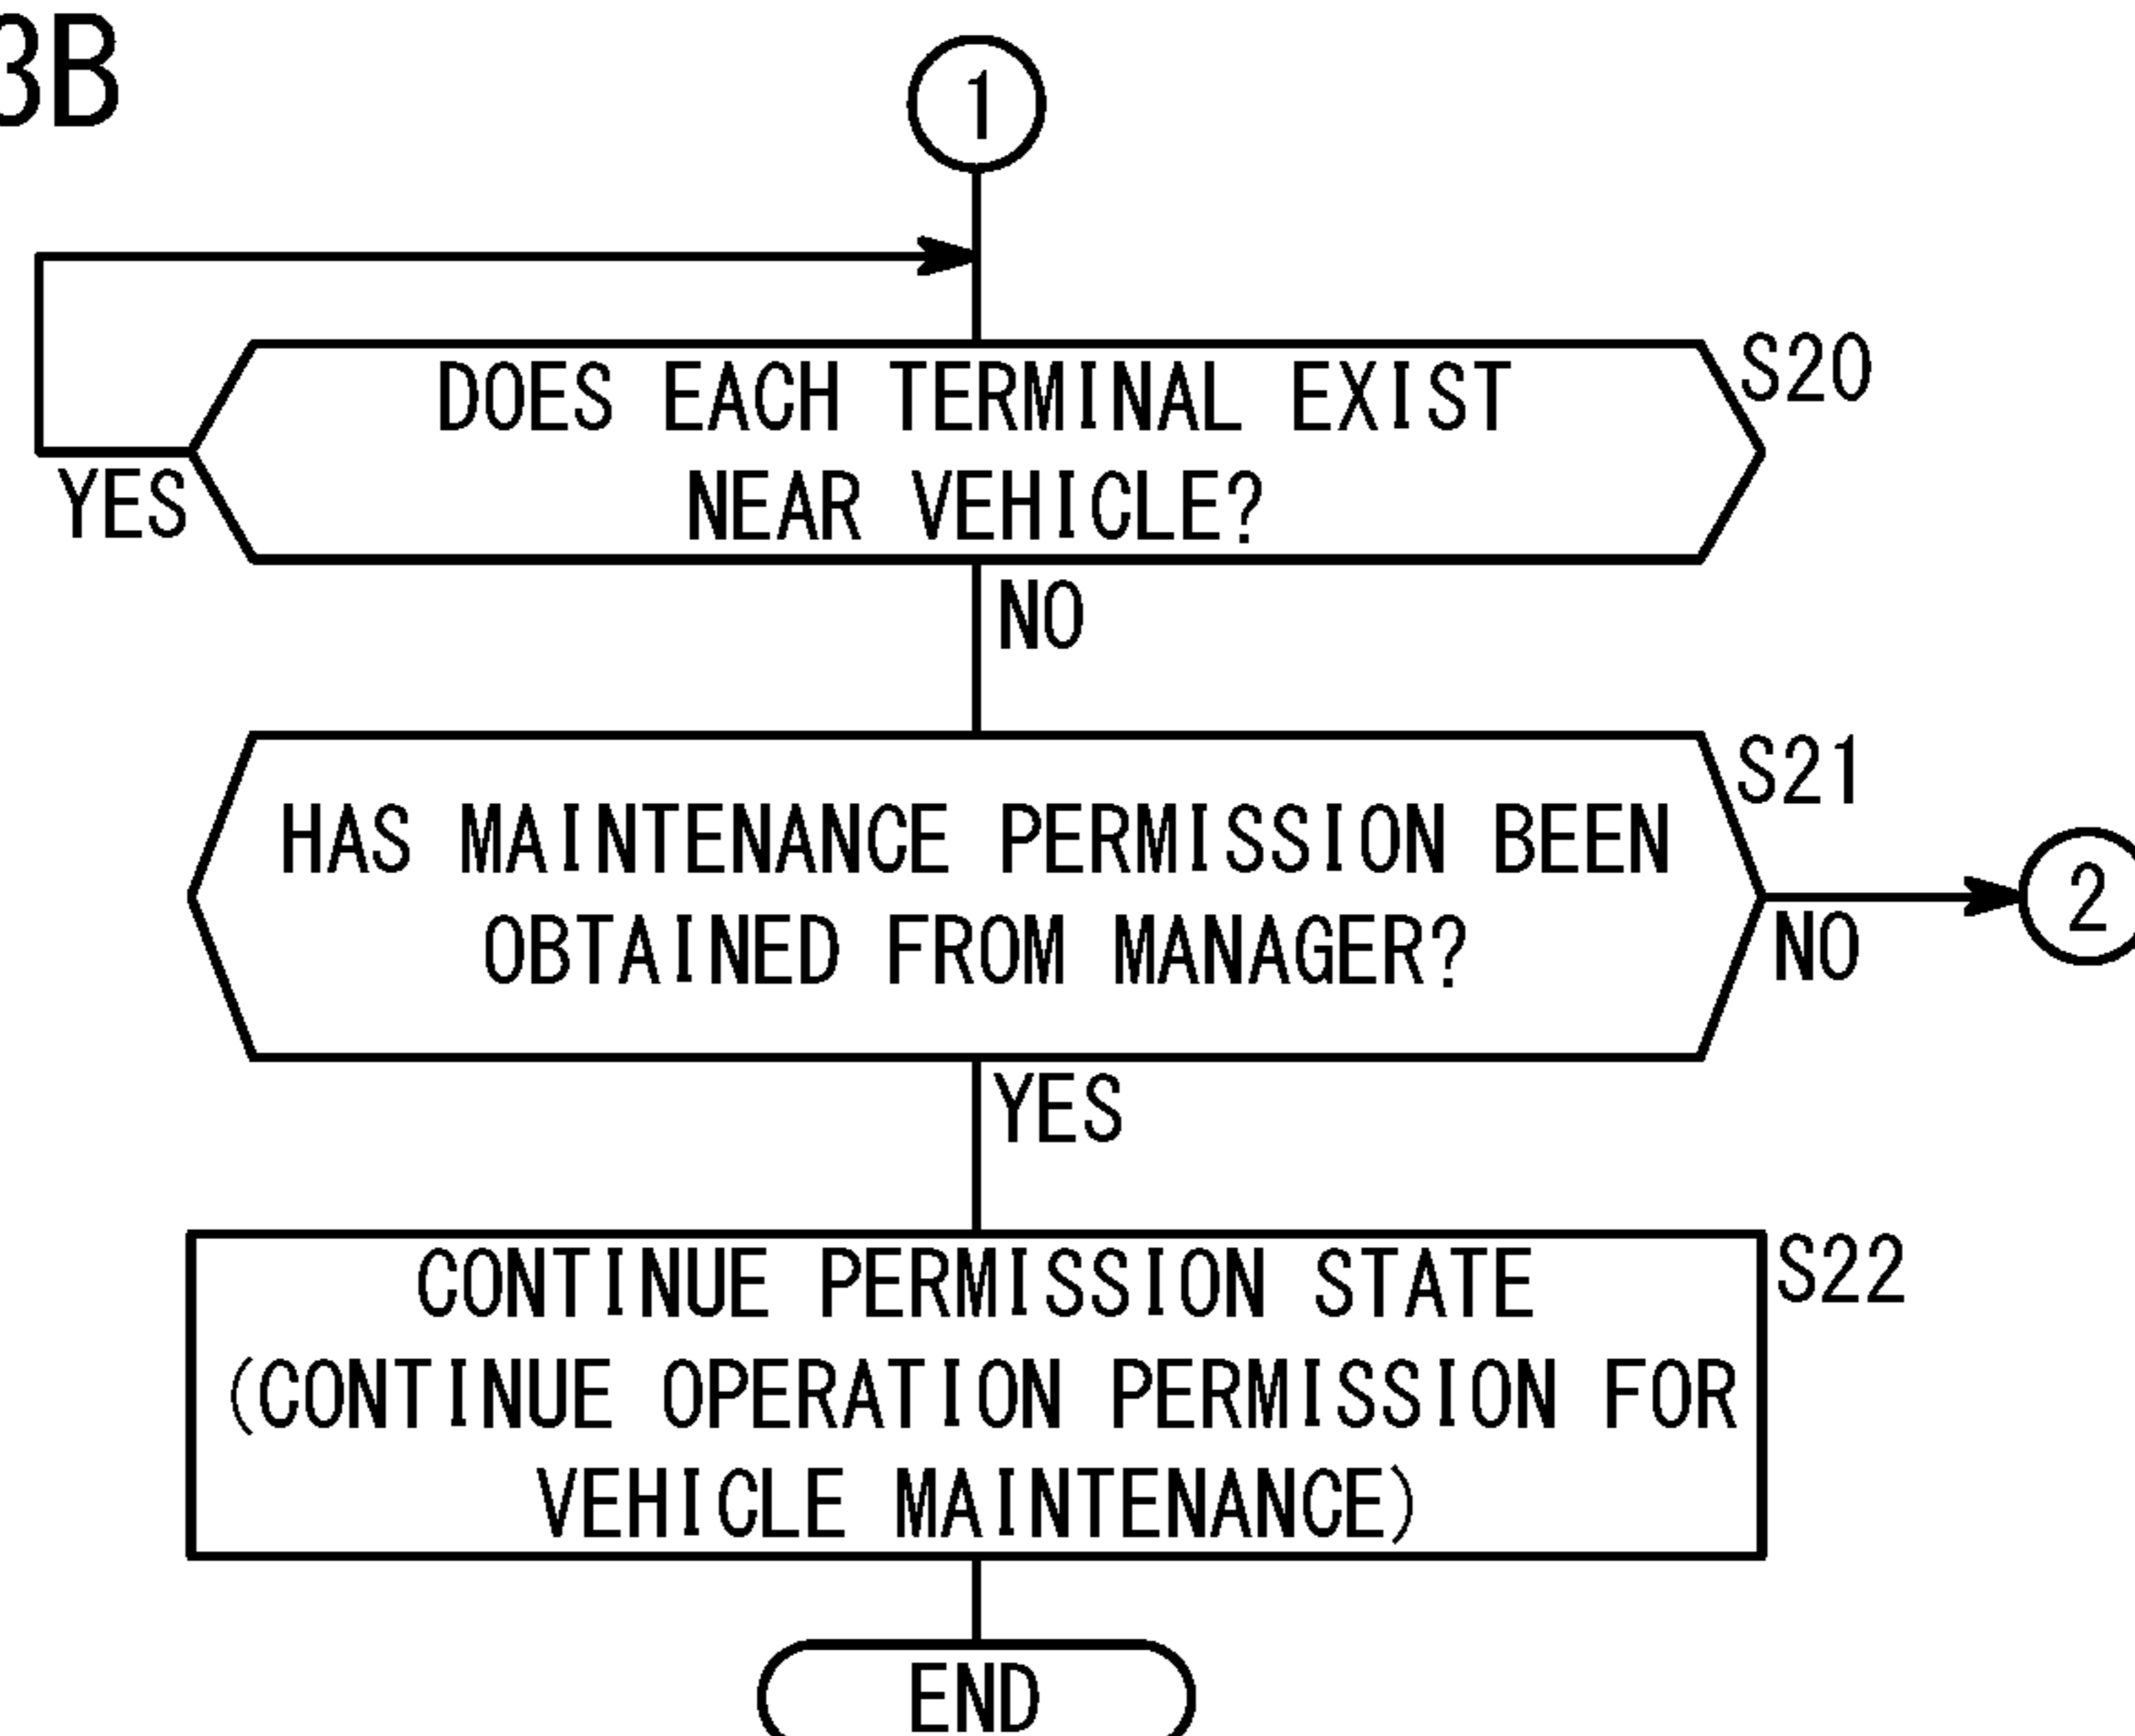 3B
1
DOES EACH TERMINAL EXIST
NEAR VEHICLE?
S20
YES
NO
HAS MAINTENANCE PERMISSION BEEN
OBTAINED FROM MANAGER?
S21
NO
2
YES
CONTINUE PERMISSION STATE
(CONTINUE OPERATION PERMISSION FOR
VEHICLE MAINTENANCE)
S22
END